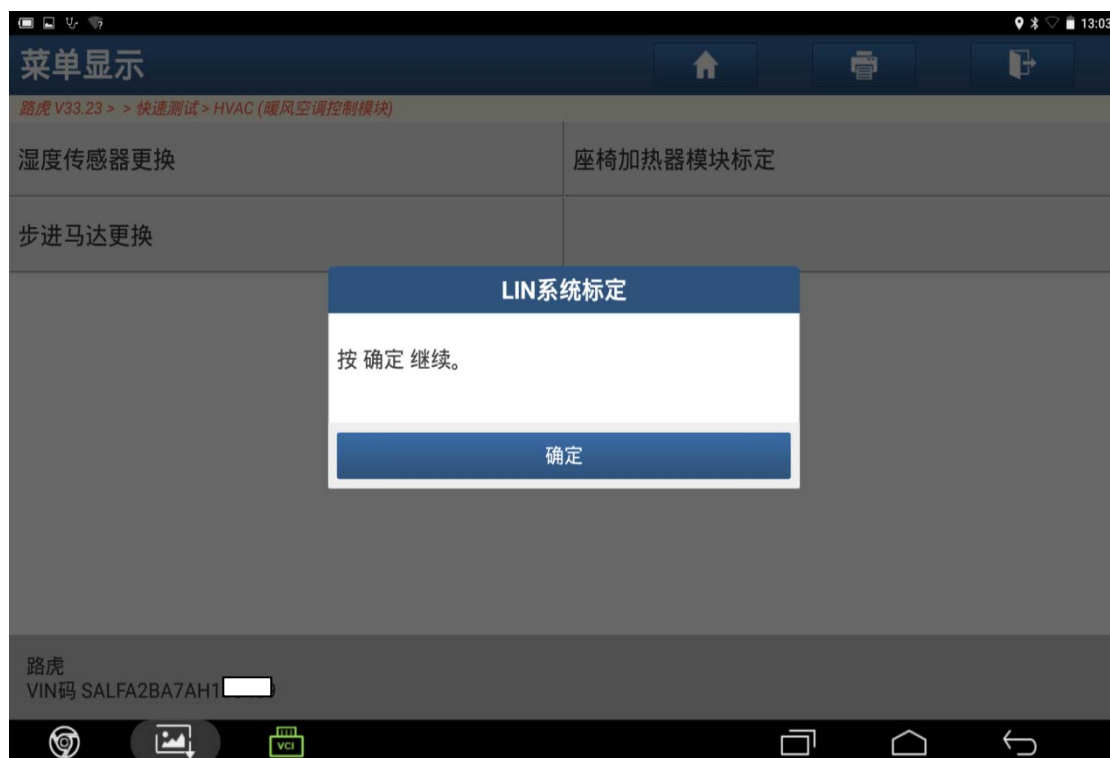 13:03
菜单显示
路虎 V33.23 > > 快速测试 > HVAC (暖风空调控制模块)
湿度传感器更换
座椅加热器模块标定
步进马达更换
LIN系统标定
按 确定 继续。
确定
路虎
VIN码 SALFA2BA7AH1
VCI